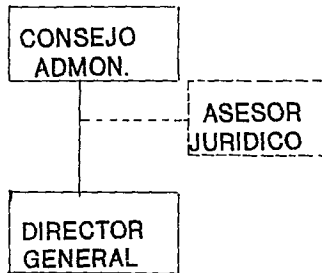 CONSEJO
ADMON.
ASESOR
JURIDICO
DIRECTOR
GENERAL